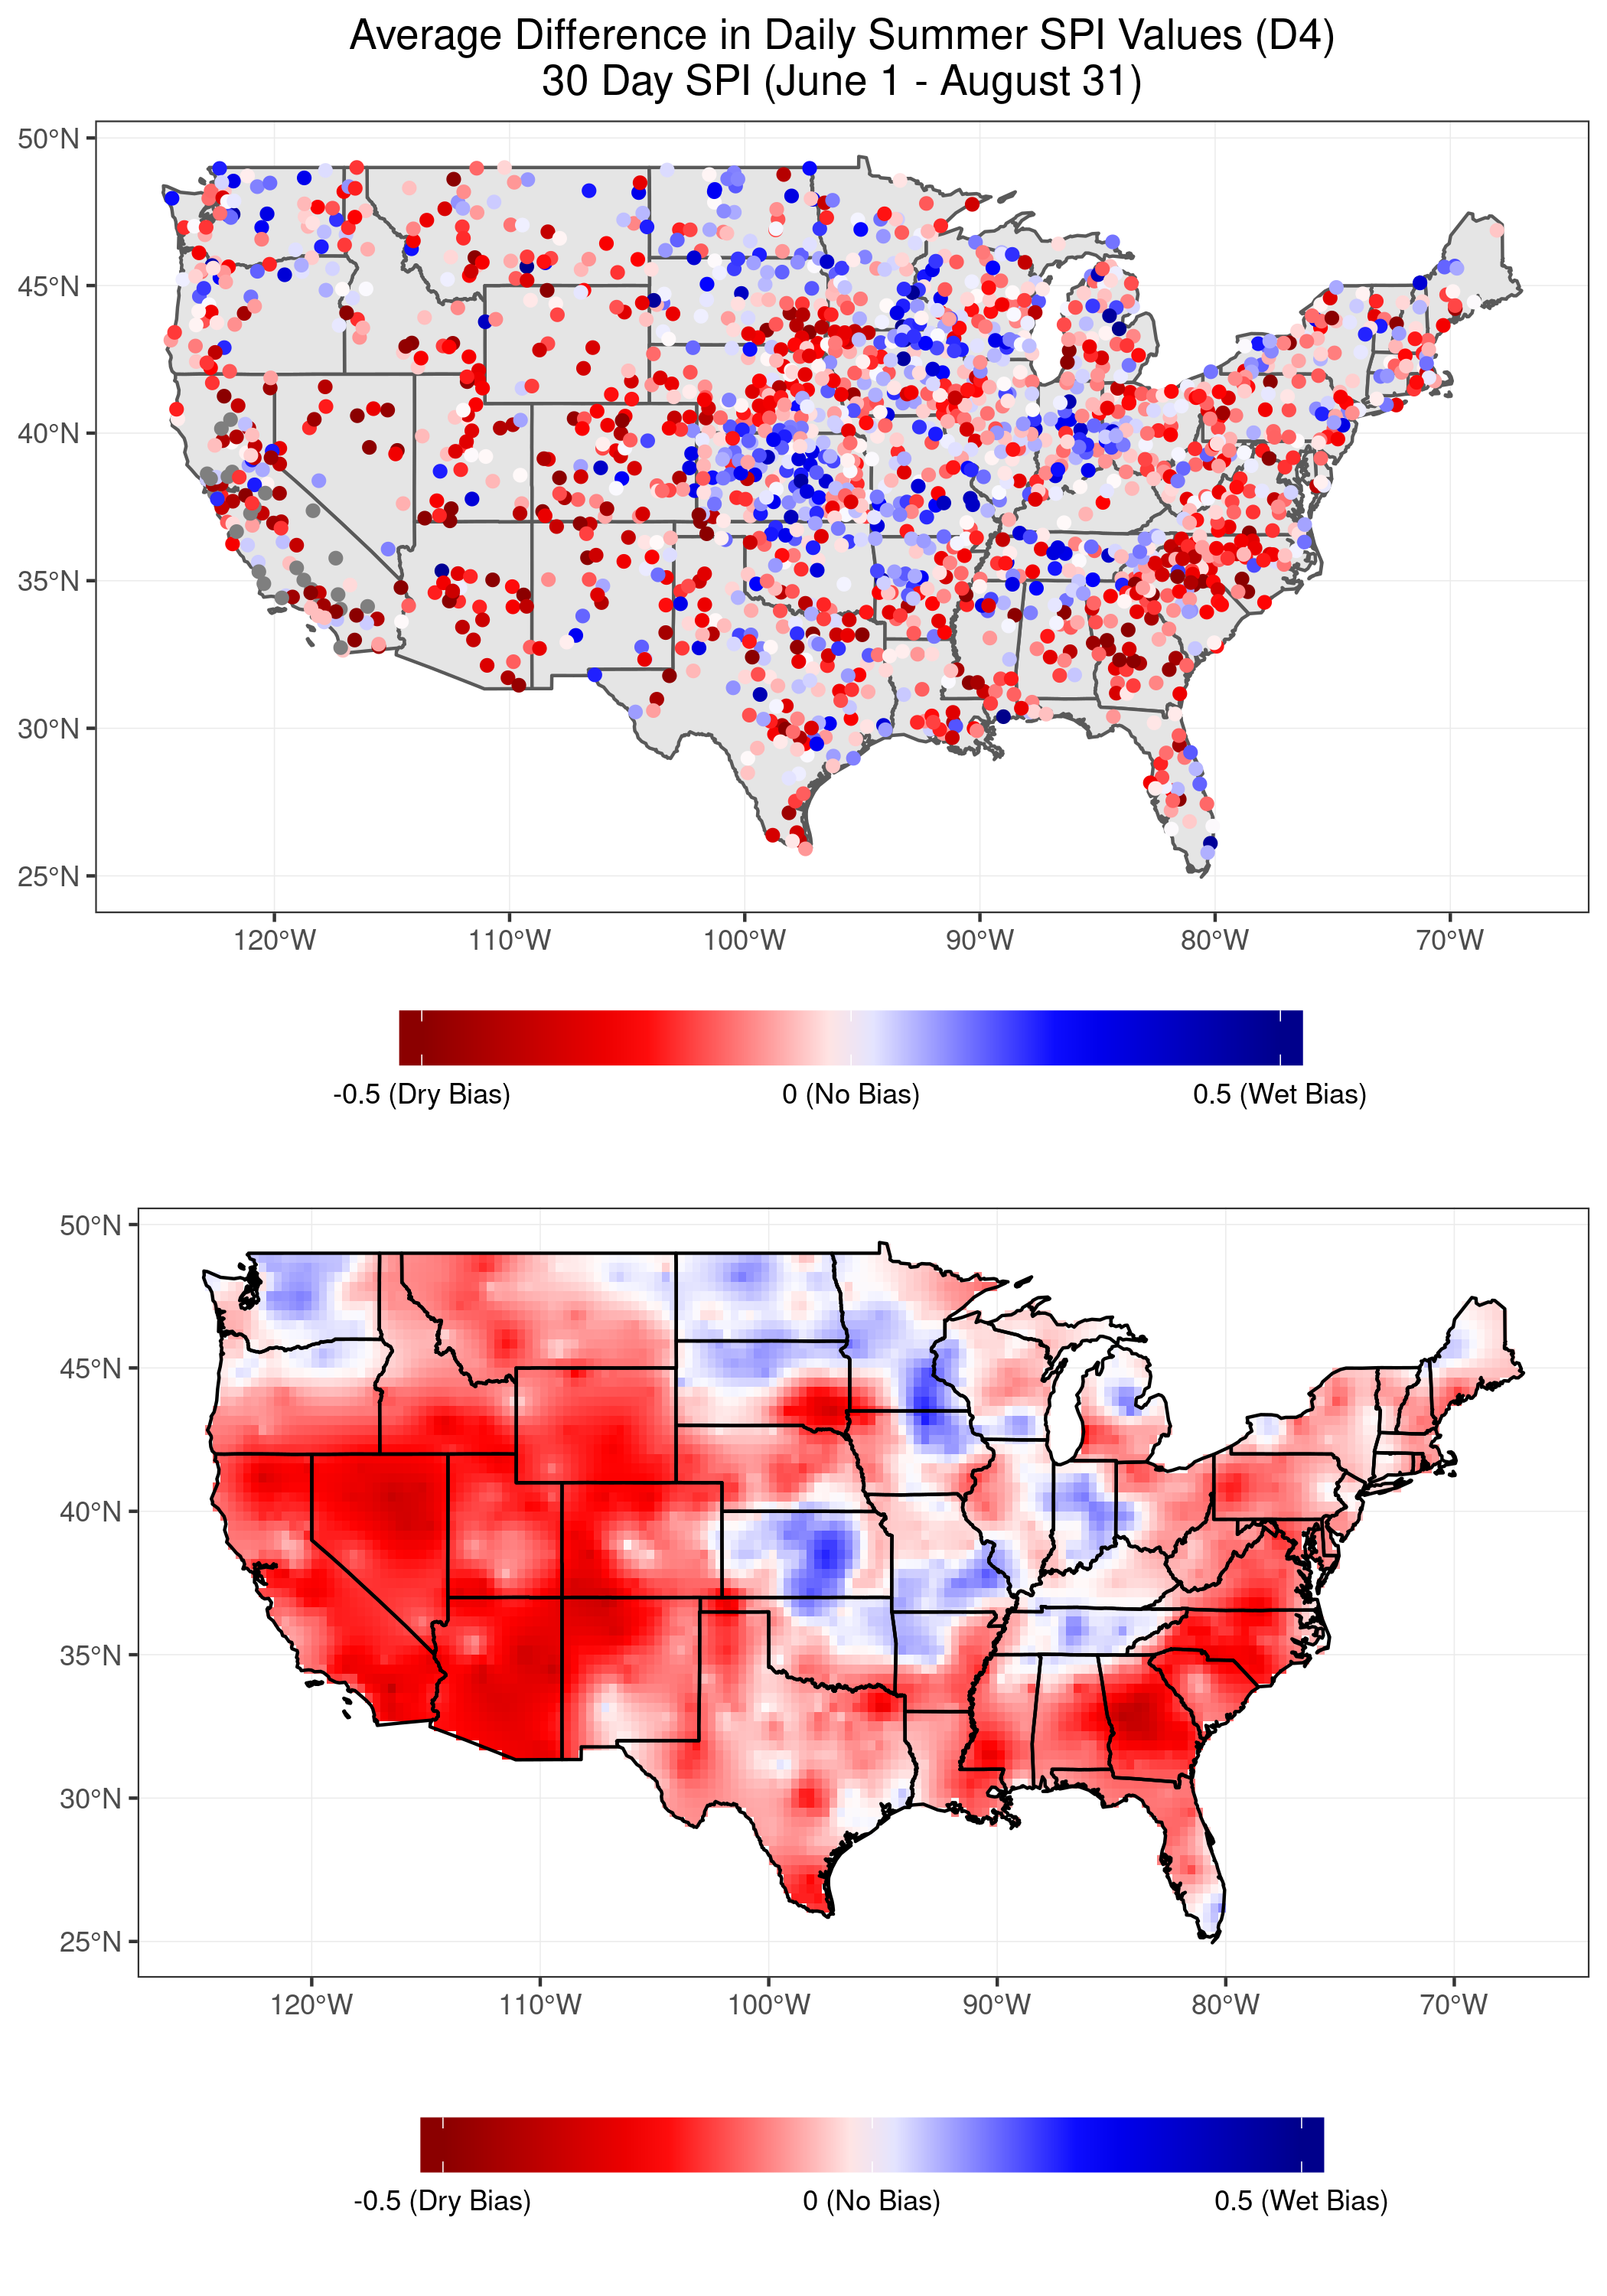 Average Difference in Daily Summer SPI Values (D4)
30 Day SPI (June 1 - August 31)
50°N
45°N
40°N
35°N
30°N
25°N
120°W 110°W 100°W 90°W 80°W 70°W
-0.5 (Dry Bias) 0 (No Bias) 0.5 (Wet Bias)
50°N
45°N
40°N
35°N
30°N
25°N
120°W 110°W 100°W 90°W 80°W 70°W
-0.5 (Dry Bias) 0 (No Bias) 0.5 (Wet Bias)